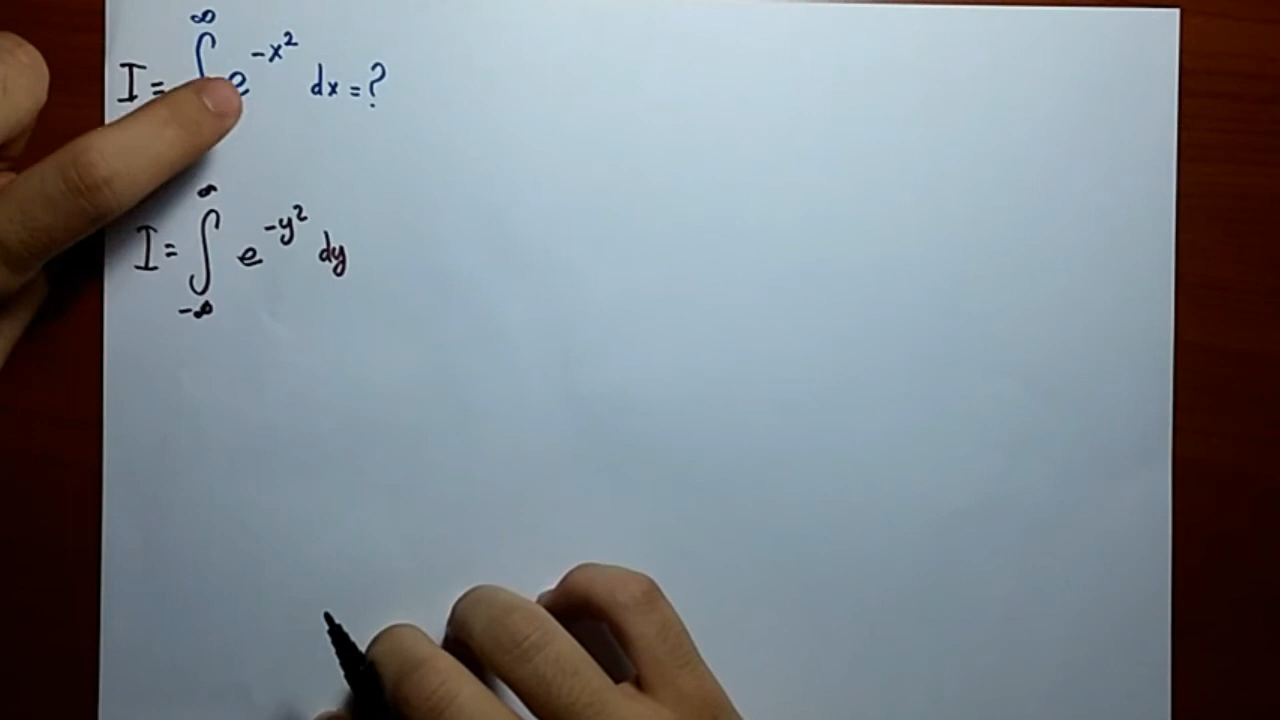 I = ∫^∞ e^{-x²} dx = ?
I = ∫_{-∞}^{∞} e^{-y²} dy